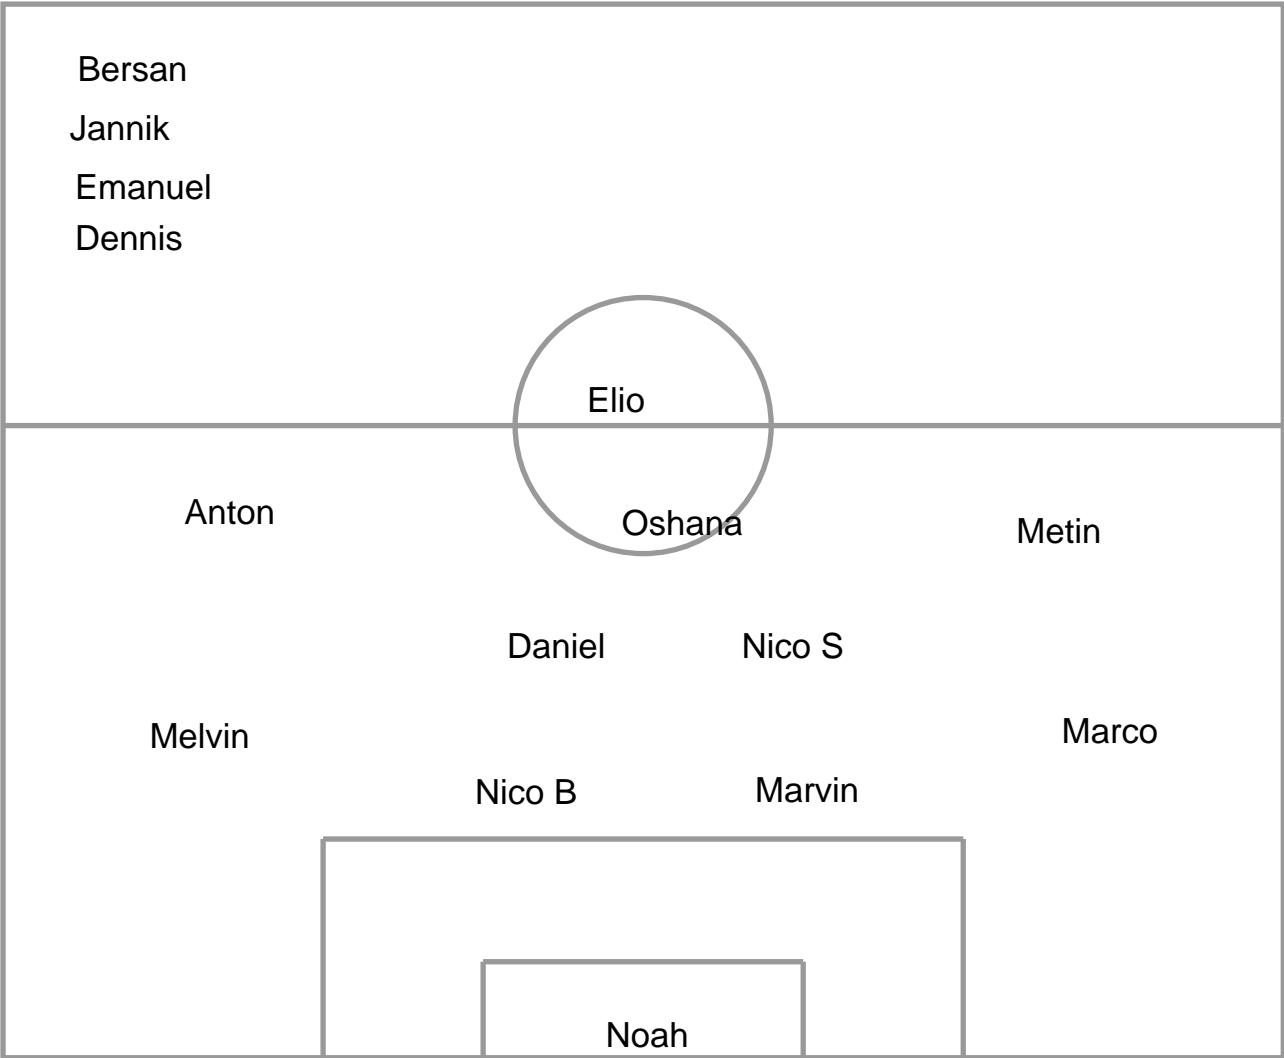 Bersan
Jannik
Emanuel
Dennis
Elio
Anton
Oshana
Metin
Daniel
Nico S
Melvin
Marco
Nico B
Marvin
Noah